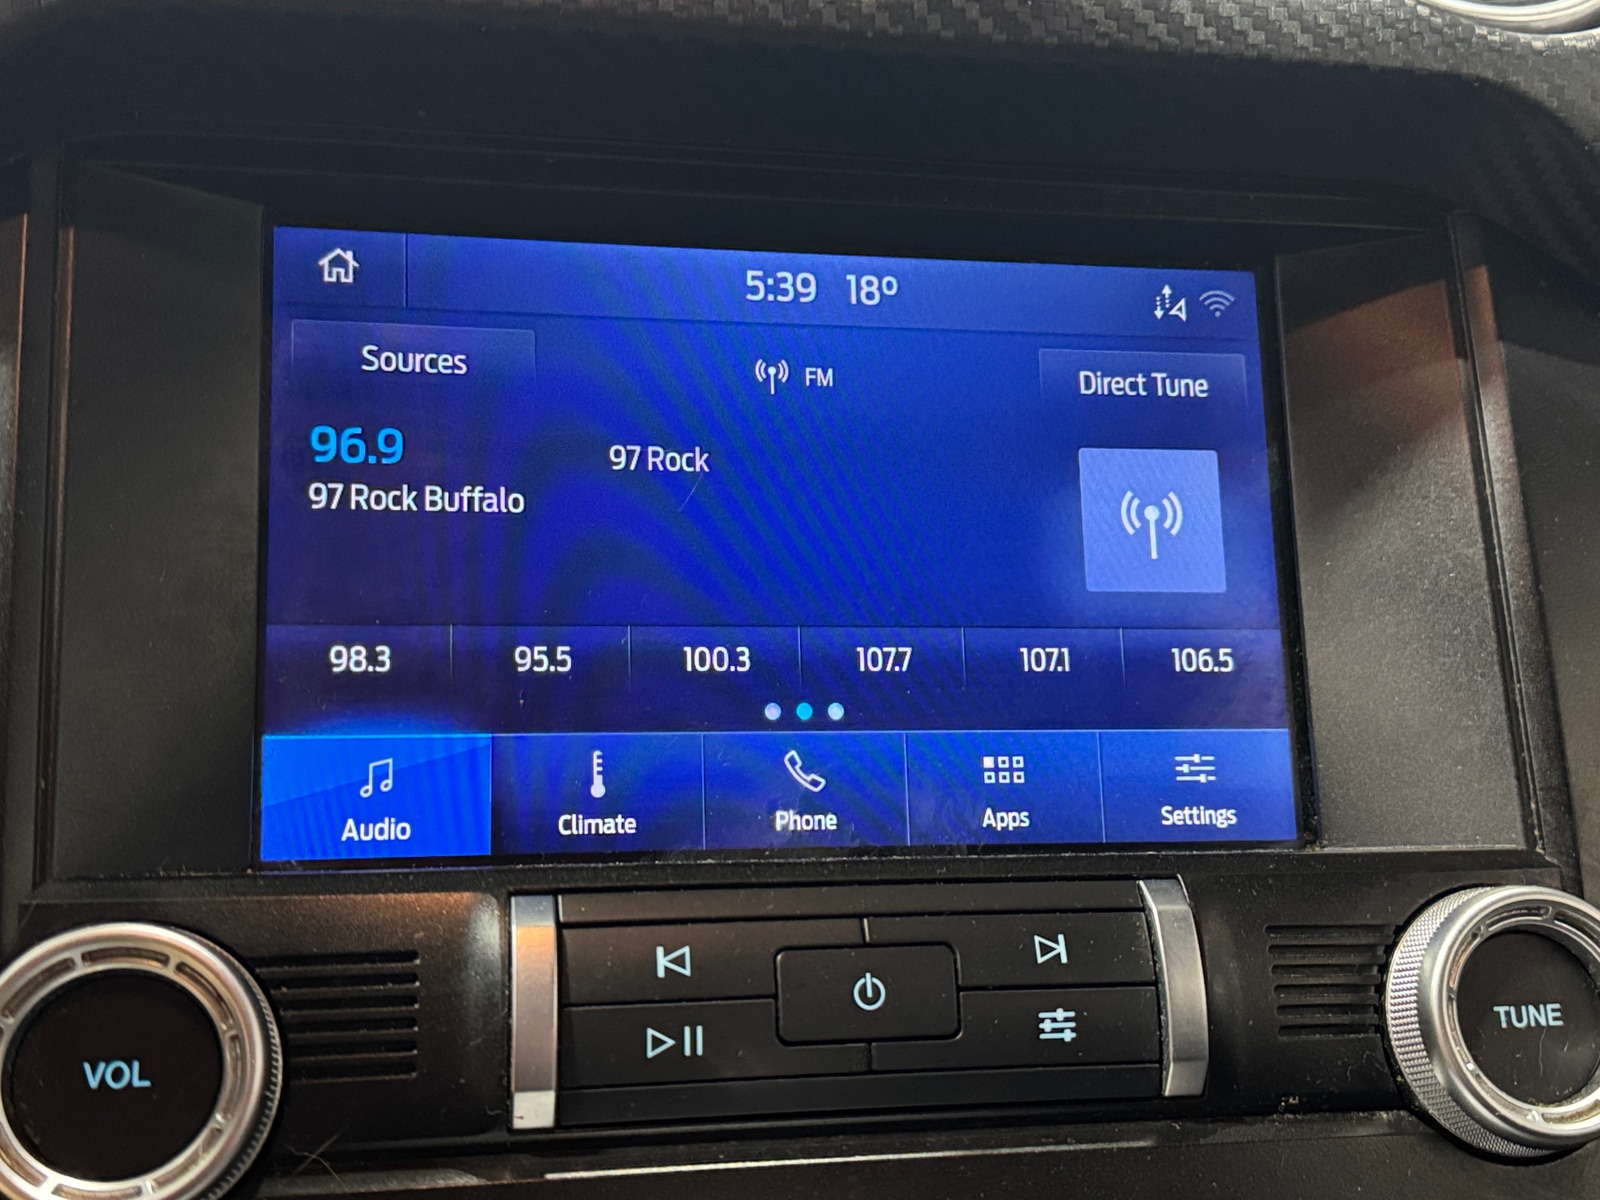 5:39 18°
Sources
FM
Direct Tune
96.9
97 Rock
97 Rock Buffalo
98.3 95.5 100.3 107.7 107.1 106.5
Audio Climate Phone Apps Settings
VOL
TUNE